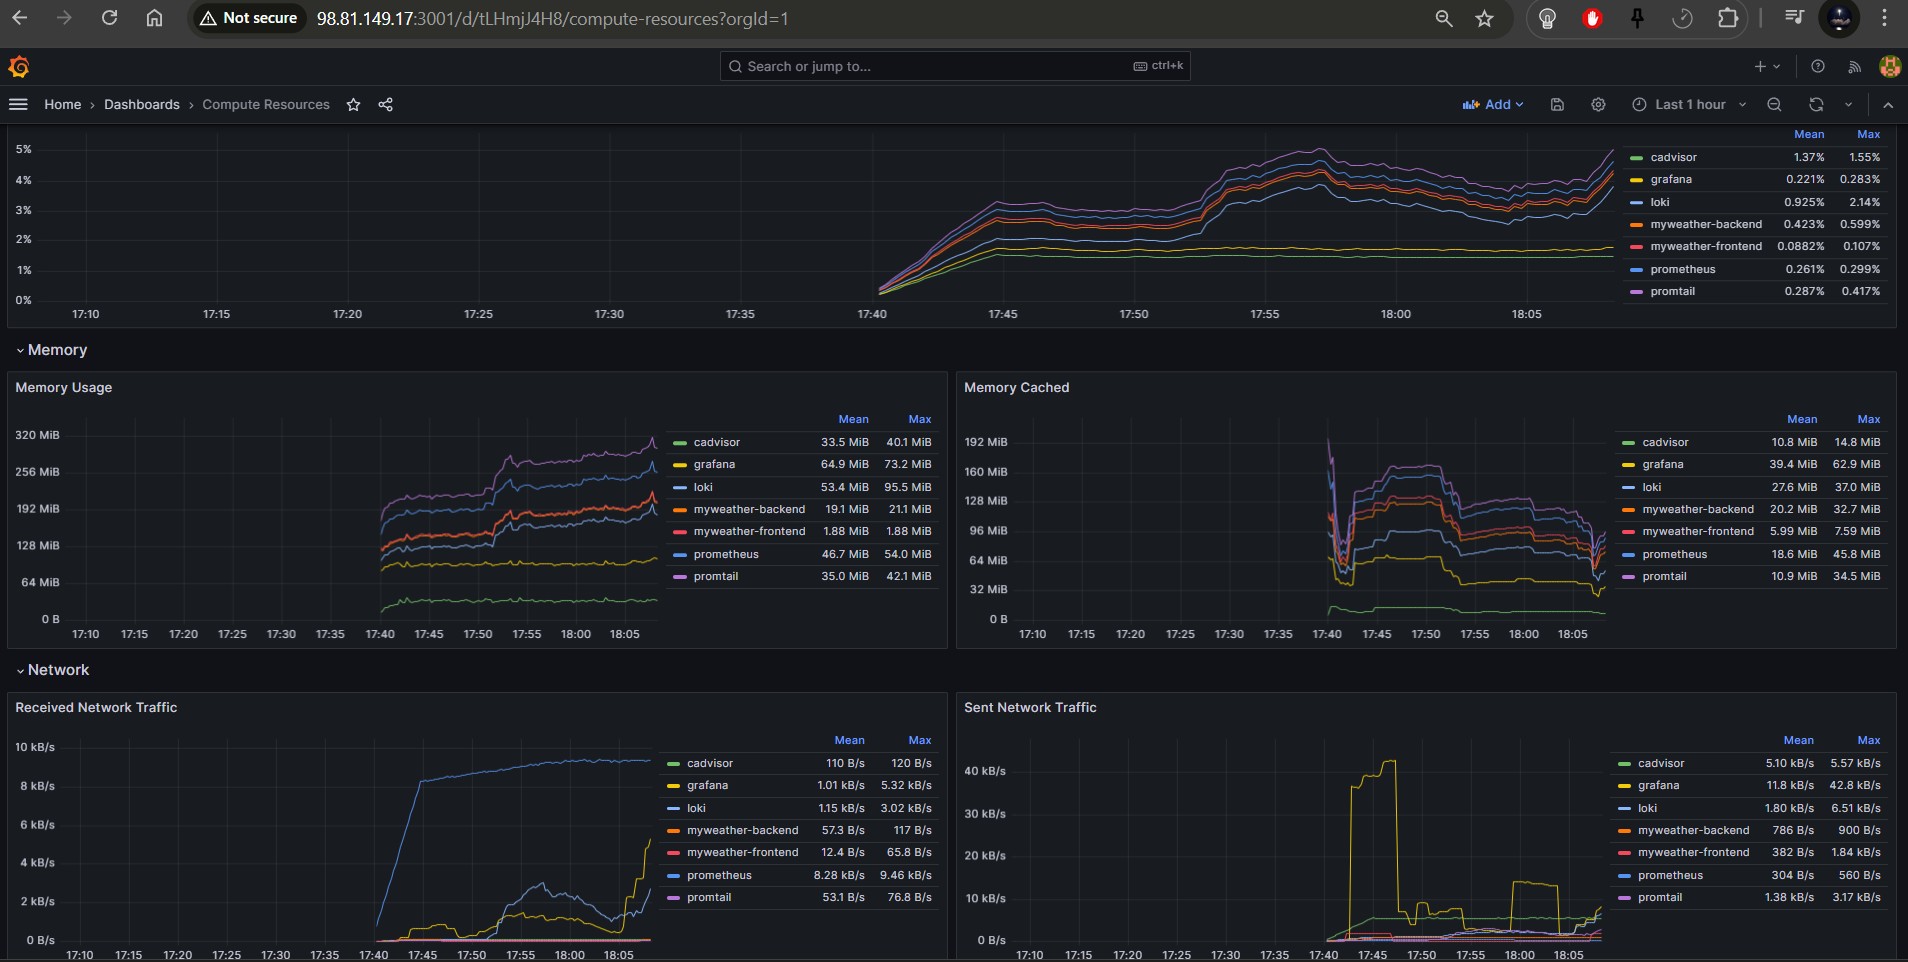 Not secure 98.81.149.17:3001/d/tLHmjJ4H8/compute-resources?orgId=1
Search or jump to... ctrl+k
Home › Dashboards › Compute Resources Add Last 1 hour
Mean Max
5%
4%
3%
2%
1%
0%
17:10 17:15 17:20 17:25 17:30 17:35 17:40 17:45 17:50 17:55 18:00 18:05
cadvisor 1.37% 1.55%
grafana 0.221% 0.283%
loki 0.925% 2.14%
myweather-backend 0.423% 0.599%
myweather-frontend 0.0882% 0.107%
prometheus 0.261% 0.299%
promtail 0.287% 0.417%
Memory
Memory Usage
320 MiB
256 MiB
192 MiB
128 MiB
64 MiB
0 B
17:10 17:15 17:20 17:25 17:30 17:35 17:40 17:45 17:50 17:55 18:00 18:05
Mean Max
cadvisor 33.5 MiB 40.1 MiB
grafana 64.9 MiB 73.2 MiB
loki 53.4 MiB 95.5 MiB
myweather-backend 19.1 MiB 21.1 MiB
myweather-frontend 1.88 MiB 1.88 MiB
prometheus 46.7 MiB 54.0 MiB
promtail 35.0 MiB 42.1 MiB
Memory Cached
192 MiB
160 MiB
128 MiB
96 MiB
64 MiB
32 MiB
0 B
17:10 17:15 17:20 17:25 17:30 17:35 17:40 17:45 17:50 17:55 18:00 18:05
Mean Max
cadvisor 10.8 MiB 14.8 MiB
grafana 39.4 MiB 62.9 MiB
loki 27.6 MiB 37.0 MiB
myweather-backend 20.2 MiB 32.7 MiB
myweather-frontend 5.99 MiB 7.59 MiB
prometheus 18.6 MiB 45.8 MiB
promtail 10.9 MiB 34.5 MiB
Network
Received Network Traffic
10 kB/s
8 kB/s
6 kB/s
4 kB/s
2 kB/s
0 B/s
17:10 17:15 17:20 17:25 17:30 17:35 17:40 17:45 17:50 17:55 18:00 18:05
Mean Max
cadvisor 110 B/s 120 B/s
grafana 1.01 kB/s 5.32 kB/s
loki 1.15 kB/s 3.02 kB/s
myweather-backend 57.3 B/s 117 B/s
myweather-frontend 12.4 B/s 65.8 B/s
prometheus 8.28 kB/s 9.46 kB/s
promtail 53.1 B/s 76.8 B/s
Sent Network Traffic
40 kB/s
30 kB/s
20 kB/s
10 kB/s
0 B/s
17:10 17:15 17:20 17:25 17:30 17:35 17:40 17:45 17:50 17:55 18:00 18:05
Mean Max
cadvisor 5.10 kB/s 5.57 kB/s
grafana 11.8 kB/s 42.8 kB/s
loki 1.80 kB/s 6.51 kB/s
myweather-backend 786 B/s 900 B/s
myweather-frontend 382 B/s 1.84 kB/s
prometheus 304 B/s 560 B/s
promtail 1.38 kB/s 3.17 kB/s